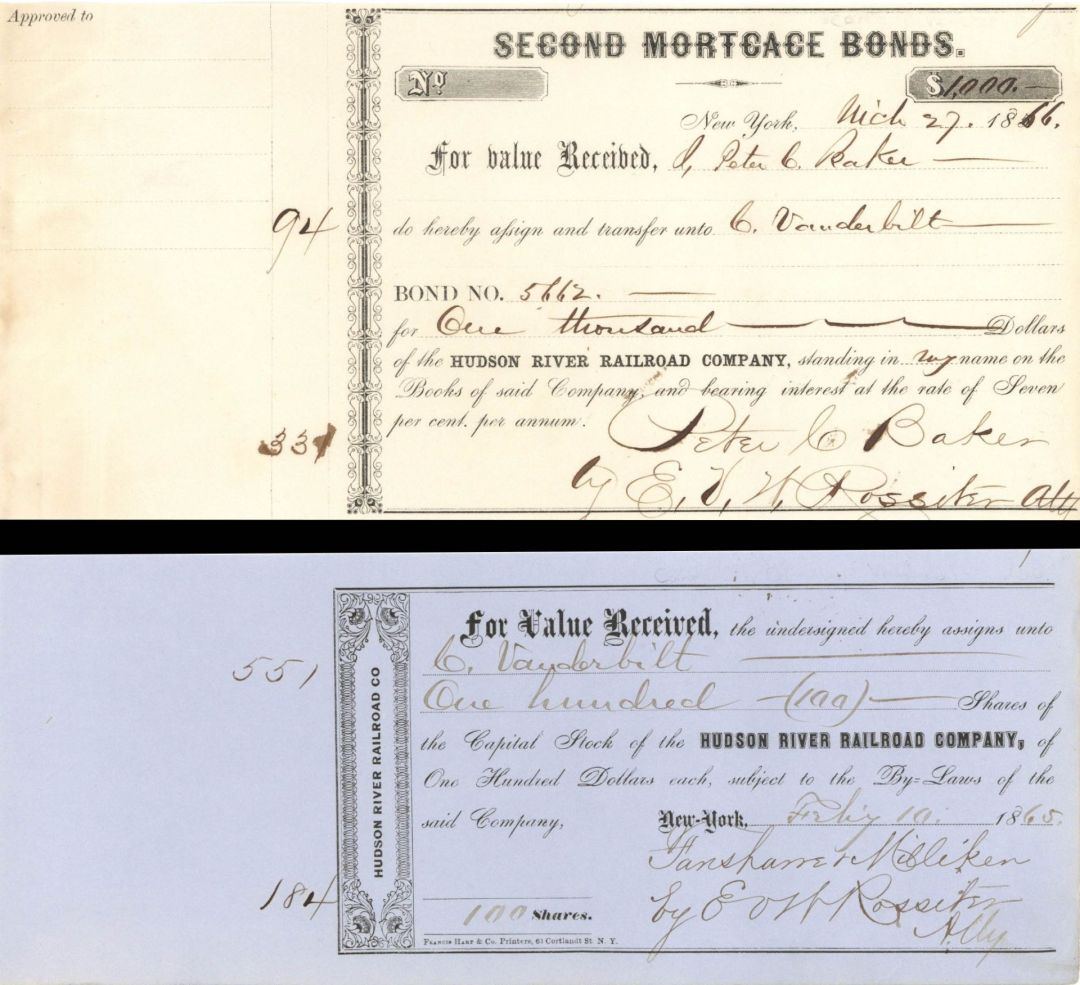 Approved to
SECOND MORTGAGE BONDS.
No.
$1,000.—
New York, Mch 27. 1866.
For value Received, I, Peter C. Baker
94
do hereby assign and transfer unto C. Vanderbilt
BOND NO. 5662.
for One thousand Dollars
of the HUDSON RIVER RAILROAD COMPANY, standing in my name on the
Books of said Company, and bearing interest at the rate of Seven
per cent. per annum.
331
Peter C Baker
by E, V, W, Rossiter Atty
For Value Received, the undersigned hereby assigns unto
551
C. Vanderbilt
One hundred —(100)— Shares of
the Capital Stock of the HUDSON RIVER RAILROAD COMPANY, of
One Hundred Dollars each, subject to the By=Laws of the
said Company,
New-York, Feby 10. 1865.
HUDSON RIVER RAILROAD CO
Fanshawe & Milliken
184
by E V W Rossiter
Atty
100 Shares.
Francis Hart & Co. Printers, 63 Cortlandt St. N. Y.